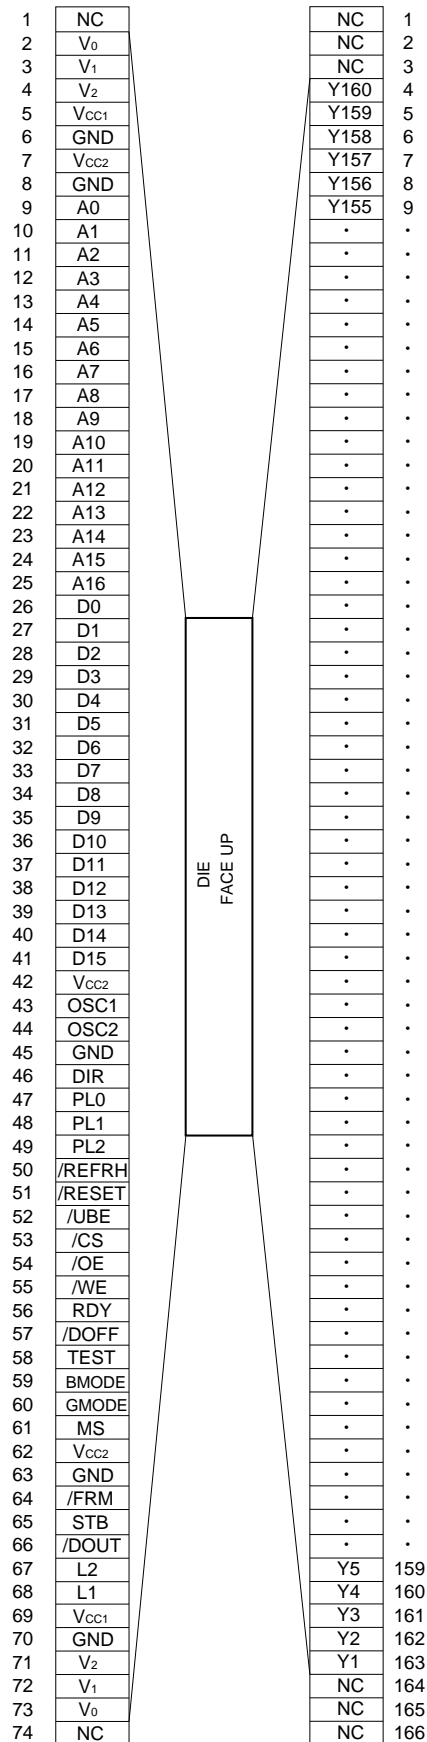 1 NC NC 1
2 V0 NC 2
3 V1 NC 3
4 V2 Y160 4
5 VCC1 Y159 5
6 GND Y158 6
7 VCC2 Y157 7
8 GND Y156 8
9 A0 Y155 9
10 A1 · ·
11 A2 · ·
12 A3 · ·
13 A4 · ·
14 A5 · ·
15 A6 · ·
16 A7 · ·
17 A8 · ·
18 A9 · ·
19 A10 · ·
20 A11 · ·
21 A12 · ·
22 A13 · ·
23 A14 · ·
24 A15 · ·
25 A16 · ·
26 D0 · ·
27 D1 · ·
28 D2 · ·
29 D3 · ·
30 D4 · ·
31 D5 · ·
32 D6 · ·
33 D7 · ·
34 D8 · ·
35 D9 · ·
36 D10 · ·
37 D11 · ·
38 D12 · ·
39 D13 · ·
40 D14 · ·
41 D15 · ·
42 VCC2 · ·
43 OSC1 · ·
44 OSC2 · ·
45 GND · ·
46 DIR · ·
47 PL0 · ·
48 PL1 · ·
49 PL2 · ·
50 /REFRH · ·
51 /RESET · ·
52 /UBE · ·
53 /CS · ·
54 /OE · ·
55 /WE · ·
56 RDY · ·
57 /DOFF · ·
58 TEST · ·
59 BMODE · ·
60 GMODE · ·
61 MS · ·
62 VCC2 · ·
63 GND · ·
64 /FRM · ·
65 STB · ·
66 /DOUT · ·
67 L2 Y5 159
68 L1 Y4 160
69 VCC1 Y3 161
70 GND Y2 162
71 V2 Y1 163
72 V1 NC 164
73 V0 NC 165
74 NC NC 166
DIE
FACE UP